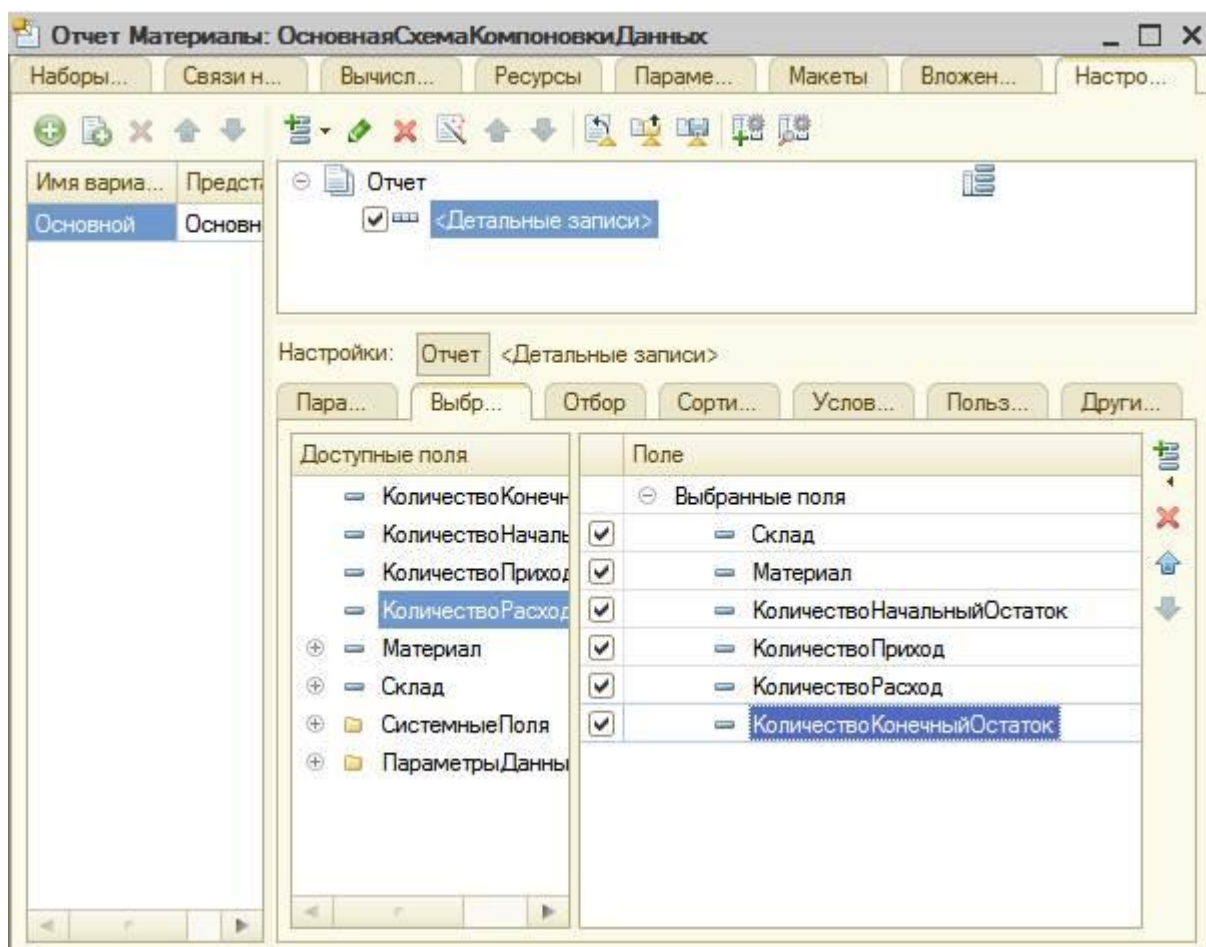 Отчет Материалы: ОсновнаяСхемаКомпоновкиДанных
Наборы... Связи н... Вычисл... Ресурсы Параме... Макеты Вложен... Настро...
Имя вариа... Предст
Основной Основн
Отчет
<Детальные записи>
Настройки: Отчет <Детальные записи>
Пара... Выбр... Отбор Сорти... Услов... Польз... Други...
Доступные поля Поле
КоличествоКонечн Выбранные поля
КоличествоНачаль Склад
КоличествоПриход Материал
КоличествоРасход КоличествоНачальныйОстаток
Материал КоличествоПриход
Склад КоличествоРасход
СистемныеПоля КоличествоКонечныйОстаток
ПараметрыДанны